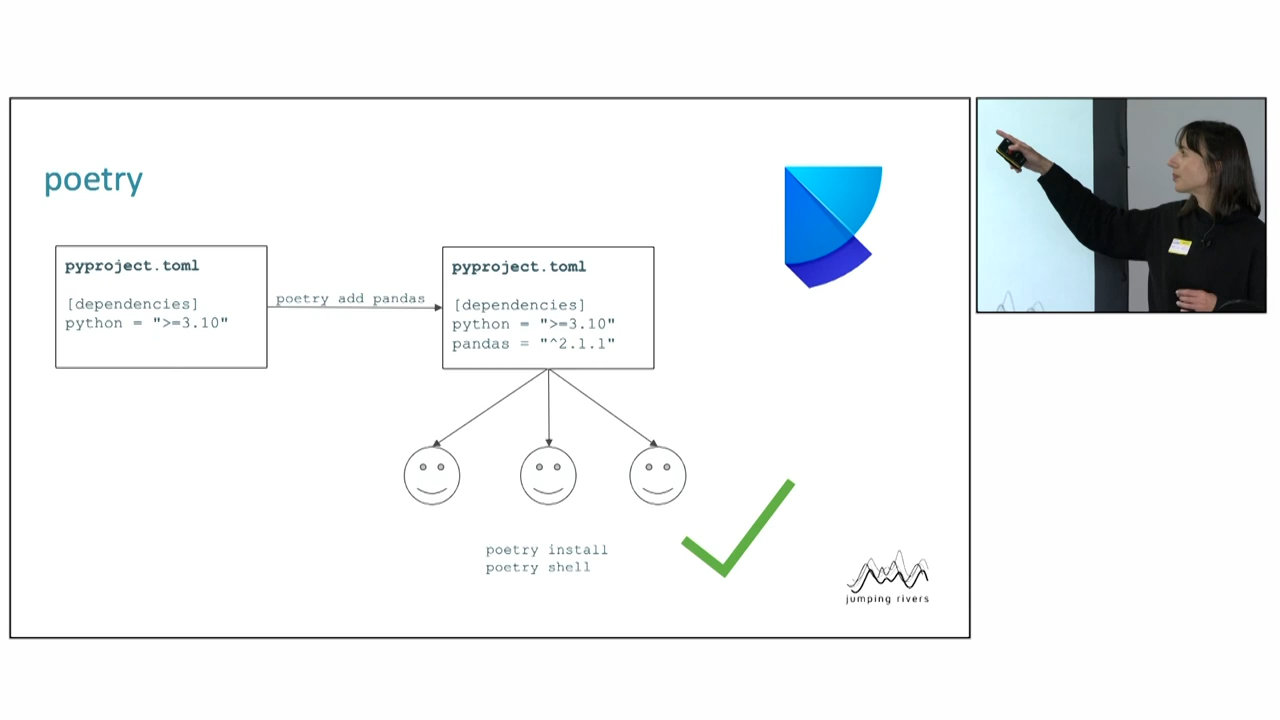 poetry
pyproject.toml
[dependencies]
python = ">=3.10"
poetry add pandas
pyproject.toml
[dependencies]
python = ">=3.10"
pandas = "^2.1.1"
poetry install
poetry shell
jumping rivers